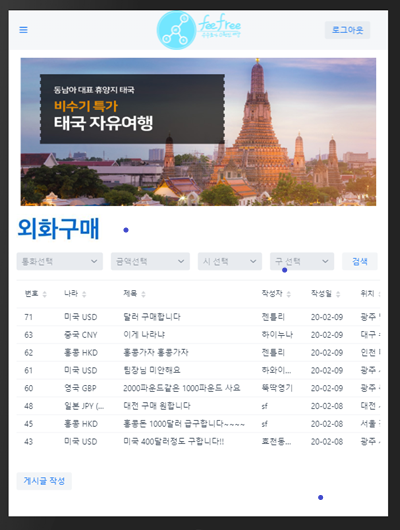 feefree
로그아웃
동남아 대표 휴양지 태국
비수기 특가
태국 자유여행
외화구매
통화선택 금액선택 시 선택 구 선택 검색
번호 나라 제목 작성자 작성일 위치
71 미국 USD 달러 구매합니다 젠틀리 20-02-09 광주
63 중국 CNY 이게 나라냐 하이누나 20-02-09 대구
62 홍콩 HKD 홍콩가자 홍콩가자 젠틀리 20-02-09 인천
61 미국 USD 팀장님 미안해요 하와이... 20-02-09 광주
60 영국 GBP 2000파운드같은 1000파운드 사요 뚝딱영기 20-02-09 광주
48 일본 JPY (... 대전 구매 원합니다 sf 20-02-08 대전
45 홍콩 HKD 홍콩돈 1000달러 급구합니다~~~~ sf 20-02-08 서울
43 미국 USD 미국 400달러정도 구합니다!! 효전동... 20-02-08 광주
게시글 작성